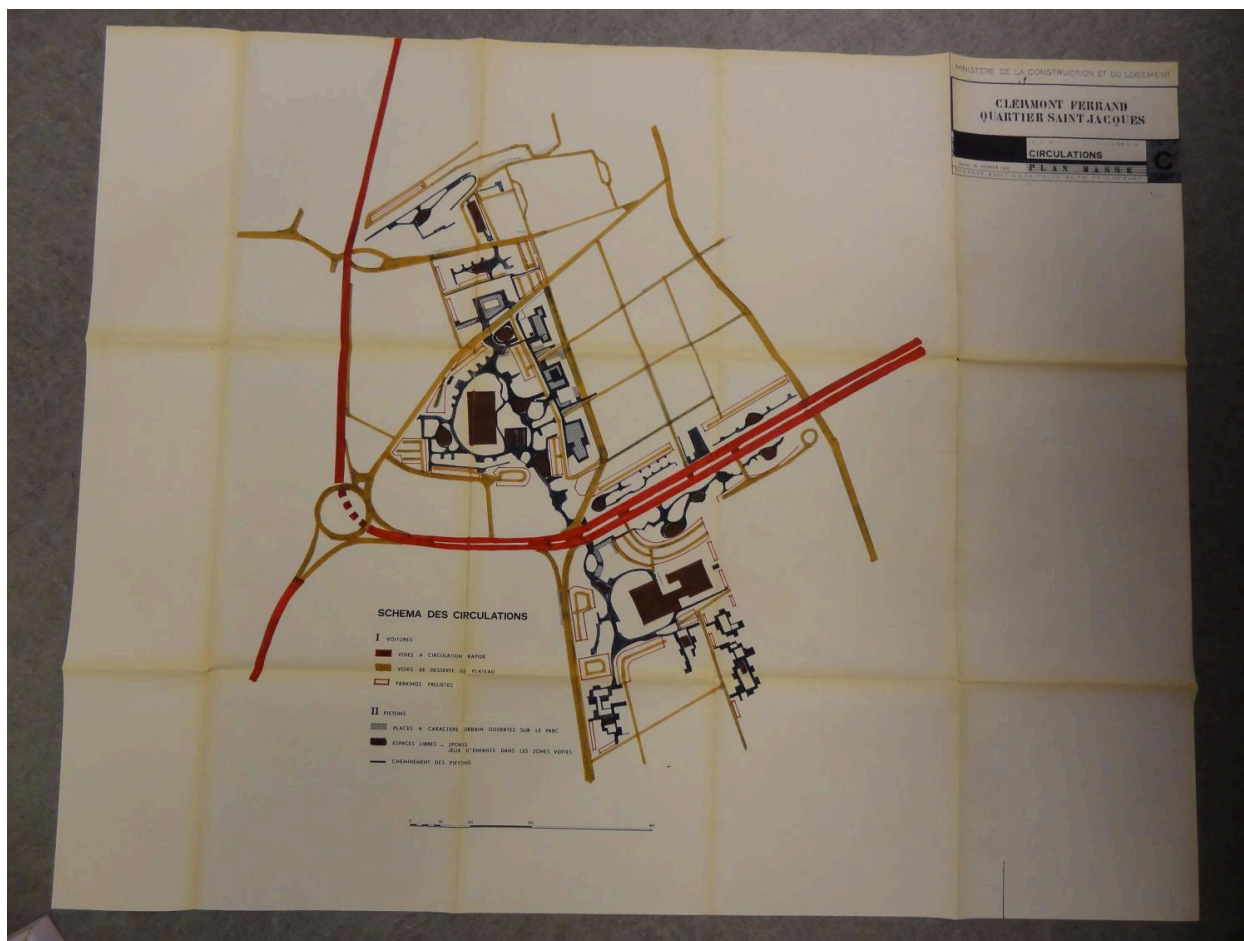 MINISTERE DE LA CONSTRUCTION ET DU LOGEMENT
CLERMONT FERRAND
QUARTIER SAINT JACQUES
CIRCULATIONS
C
PLAN MASSE
SCHEMA DES CIRCULATIONS
I VOITURES
VOIES A CIRCULATION RAPIDE
VOIES DE DESSERTE DU PLATEAU
PARKINGS PROJETES
II PIETONS
PLACES A CARACTERE URBAIN OUVERTES SUR LE PARC
ESPACES LIBRES _ SPORTS
JEUX D'ENFANTS DANS LES ZONES VERTES
CHEMINEMENT DES PIETONS